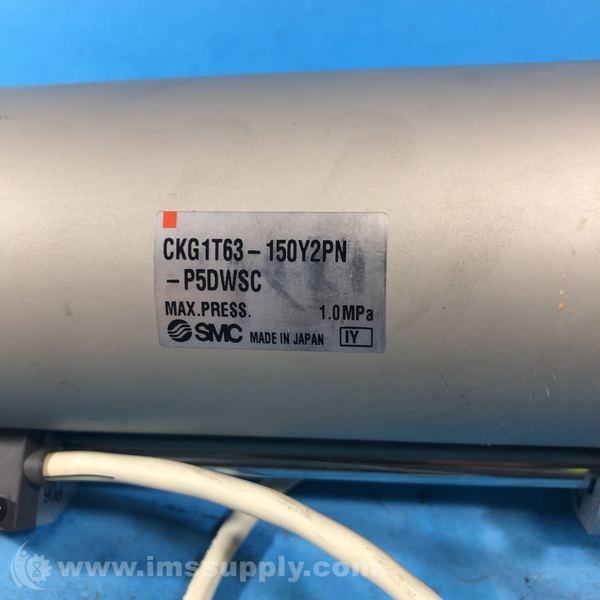 CKG1T63-150Y2PN
-P5DWSC
MAX.PRESS. 1.0MPa
SMC MADE IN JAPAN IY
www.imssupply.com